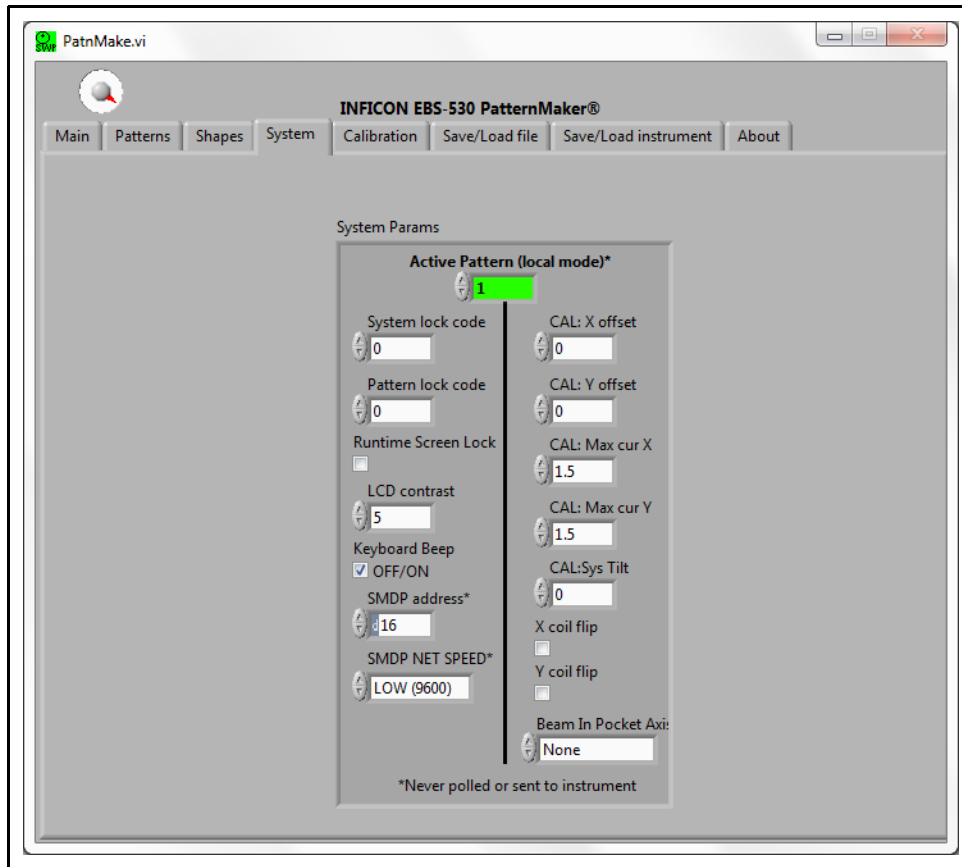 SWP
PatnMake.vi
INFICON EBS-530 PatternMaker®
Main Patterns Shapes System Calibration Save/Load file Save/Load instrument About
System Params
Active Pattern (local mode)*
1
System lock code
0
Pattern lock code
0
Runtime Screen Lock
LCD contrast
5
Keyboard Beep
OFF/ON
SMDP address*
d 16
SMDP NET SPEED*
LOW (9600)
CAL: X offset
0
CAL: Y offset
0
CAL: Max cur X
1.5
CAL: Max cur Y
1.5
CAL:Sys Tilt
0
X coil flip
Y coil flip
Beam In Pocket Axis
None
*Never polled or sent to instrument